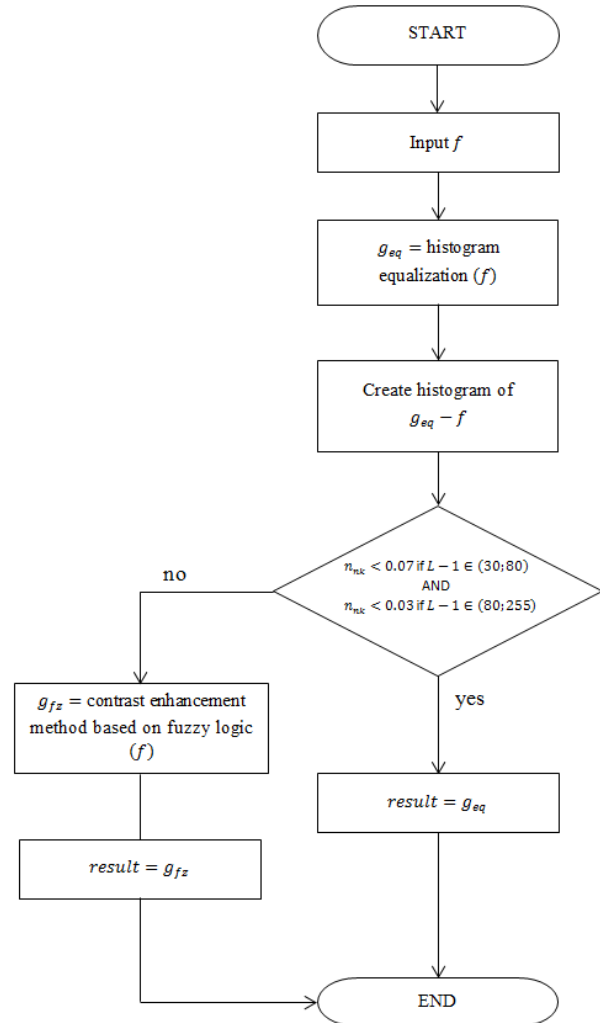 START
Input f
g_eq = histogram
equalization (f)
Create histogram of
g_eq − f
n_nk < 0.07 if L − 1 ∈ (30;80)
AND
n_nk < 0.03 if L − 1 ∈ (80;255)
no
yes
g_fz = contrast enhancement
method based on fuzzy logic
(f)
result = g_eq
result = g_fz
END